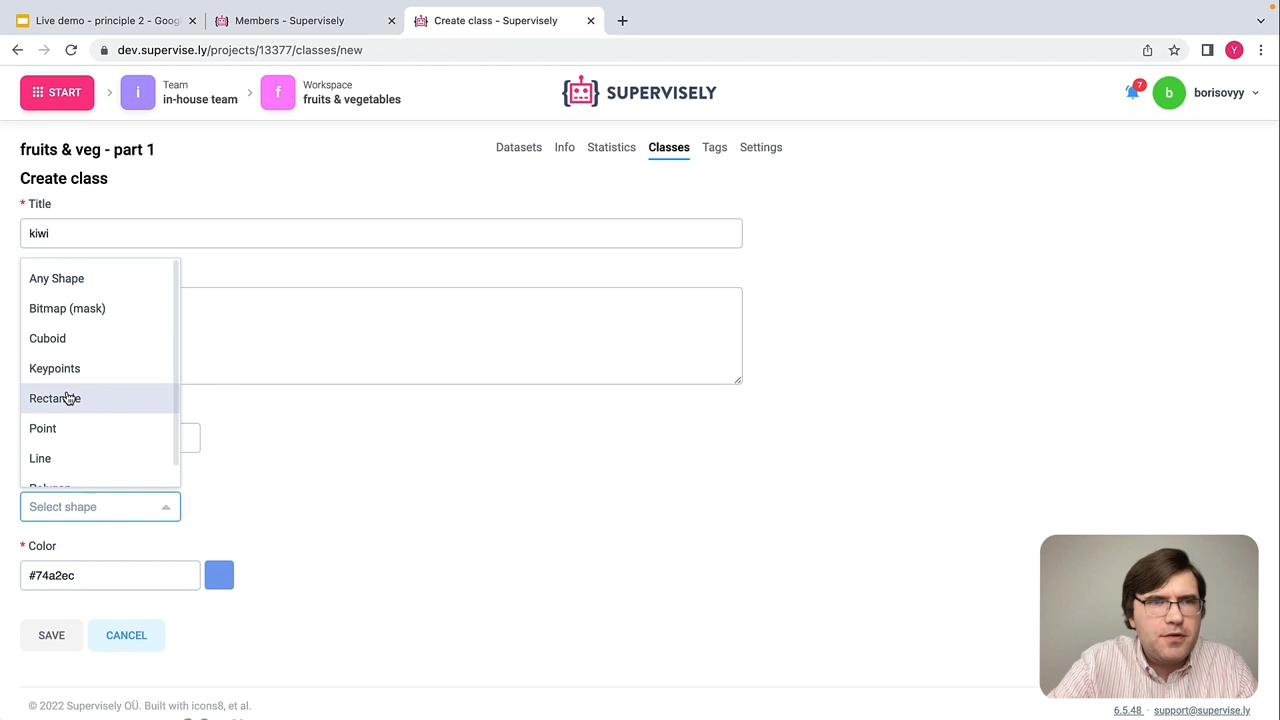 Live demo - principle 2 - Goog
Members - Supervisely
Create class - Supervisely
dev.supervise.ly/projects/13377/classes/new
START
Team
in-house team
f
Workspace
fruits & vegetables
SUPERVISELY
7
b
borisovyy
Y
i
fruits & veg - part 1
Datasets
Info
Statistics
Classes
Tags
Settings
Create class
* Title
kiwi
Any Shape
Bitmap (mask)
Cuboid
Keypoints
Rectangle
Point
Line
Polygon
Select shape
* Color
#74a2ec
SAVE
CANCEL
© 2022 Supervisely OÜ. Built with icons8, et al.
6.5.48 · support@supervise.ly